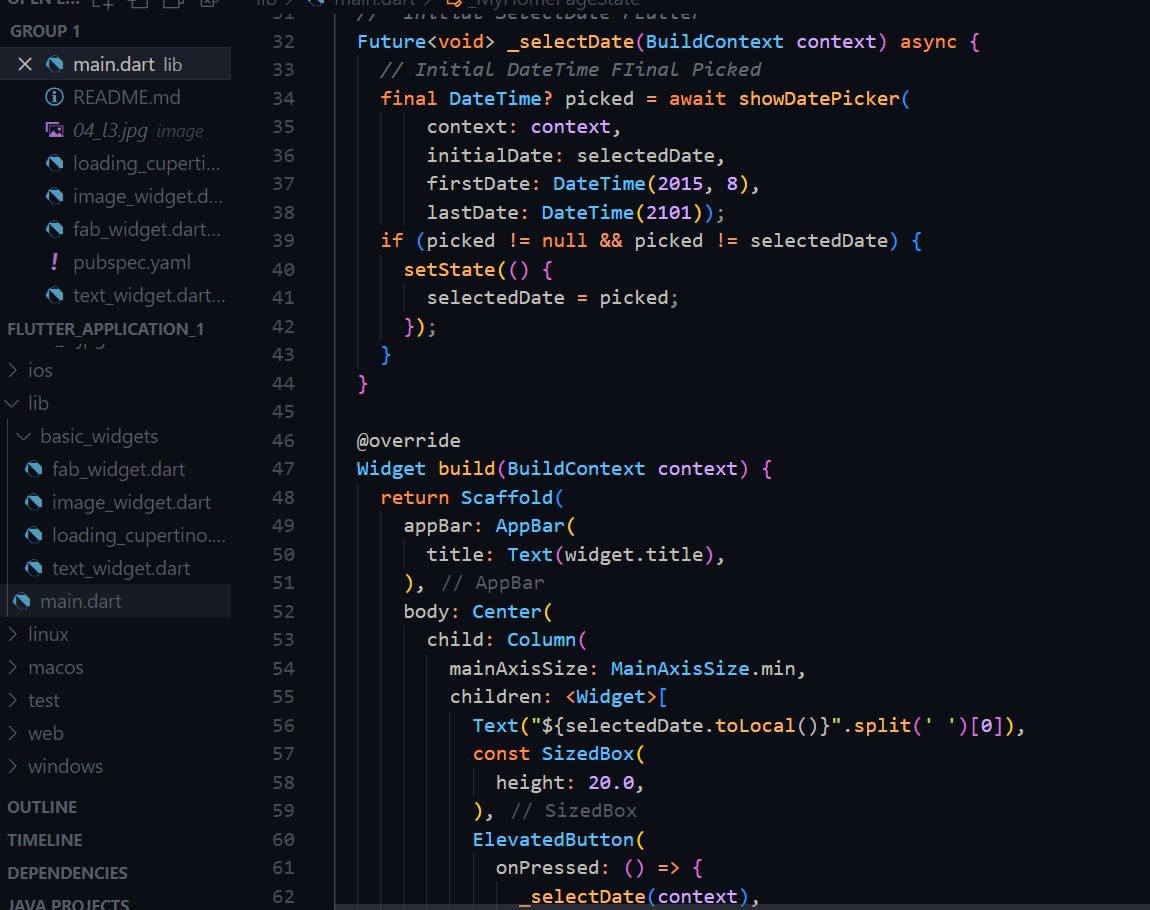 OPEN E...
GROUP 1
main.dart lib
README.md
04_l3.jpg image
loading_cuperti...
image_widget.d...
fab_widget.dart...
pubspec.yaml
text_widget.dart...
FLUTTER_APPLICATION_1
ios
lib
basic_widgets
fab_widget.dart
image_widget.dart
loading_cupertino....
text_widget.dart
main.dart
linux
macos
test
web
windows
OUTLINE
TIMELINE
DEPENDENCIES
JAVA PROJECTS
lib > main.dart > _MyHomePageState
31 // Initial SelectDate Flutter
32 Future<void> _selectDate(BuildContext context) async {
33 // Initial DateTime FIinal Picked
34 final DateTime? picked = await showDatePicker(
35 context: context,
36 initialDate: selectedDate,
37 firstDate: DateTime(2015, 8),
38 lastDate: DateTime(2101));
39 if (picked != null && picked != selectedDate) {
40 setState(() {
41 selectedDate = picked;
42 });
43 }
44 }
45
46 @override
47 Widget build(BuildContext context) {
48 return Scaffold(
49 appBar: AppBar(
50 title: Text(widget.title),
51 ), // AppBar
52 body: Center(
53 child: Column(
54 mainAxisSize: MainAxisSize.min,
55 children: <Widget>[
56 Text("${selectedDate.toLocal()}".split(' ')[0]),
57 const SizedBox(
58 height: 20.0,
59 ), // SizedBox
60 ElevatedButton(
61 onPressed: () => {
62 _selectDate(context),